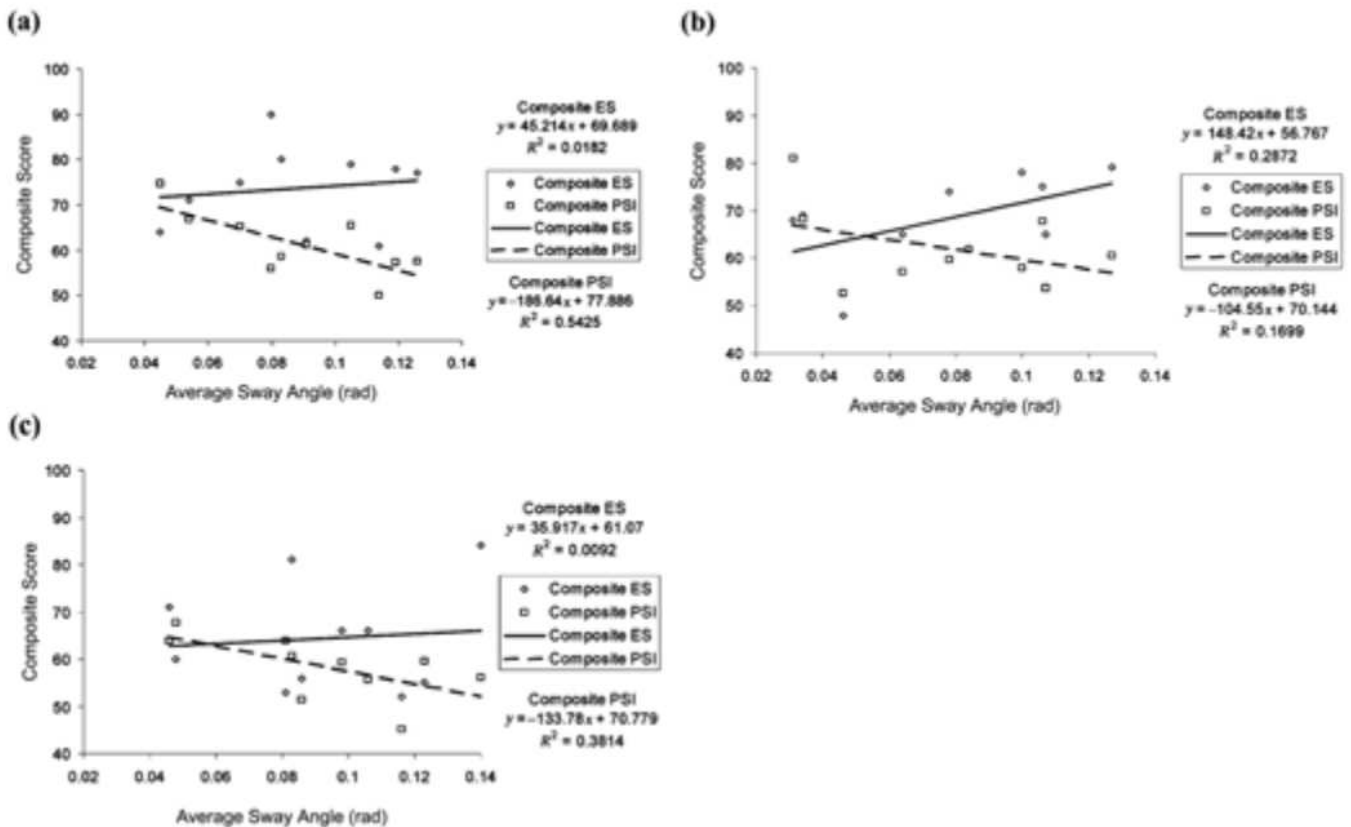 (a)
100
90
80
70
60
50
40
Composite Score
0.02 0.04 0.06 0.08 0.1 0.12 0.14
Average Sway Angle (rad)
Composite ES
y = 45.214x + 69.689
R² = 0.0182
Composite ES
Composite PSI
Composite ES
Composite PSI
Composite PSI
y = −186.64x + 77.886
R² = 0.5425
(b)
100
90
80
70
60
50
40
Composite Score
0.02 0.04 0.06 0.08 0.1 0.12 0.14
Average Sway Angle (rad)
Composite ES
y = 148.42x + 56.767
R² = 0.2872
Composite ES
Composite PSI
Composite ES
Composite PSI
Composite PSI
y = −104.55x + 70.144
R² = 0.1699
(c)
100
90
80
70
60
50
40
Composite Score
0.02 0.04 0.06 0.08 0.1 0.12 0.14
Average Sway Angle (rad)
Composite ES
y = 35.917x + 61.07
R² = 0.0092
Composite ES
Composite PSI
Composite ES
Composite PSI
Composite PSI
y = −133.78x + 70.779
R² = 0.3814